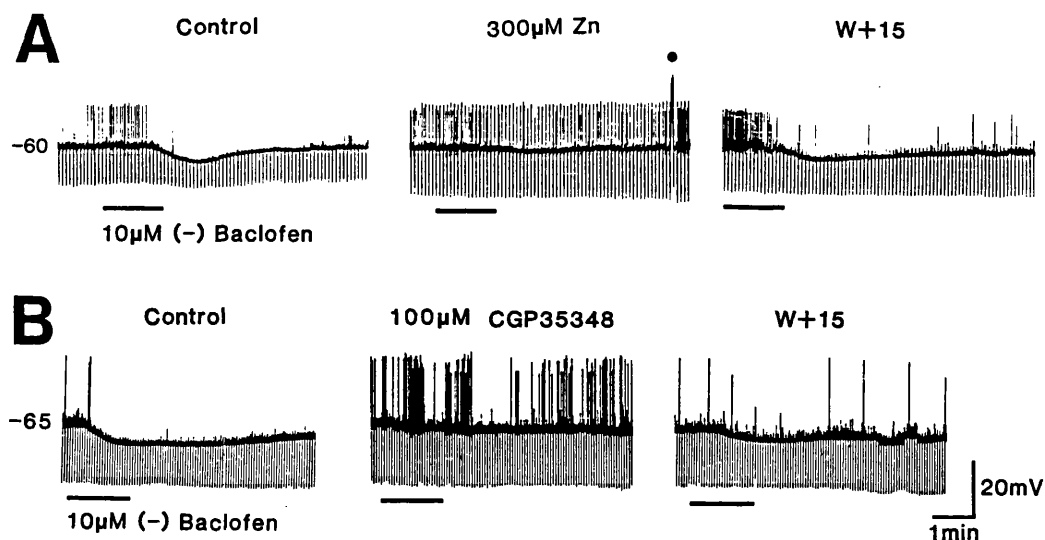 A
Control
300µM Zn
W+15
-60
10µM (-) Baclofen
B
Control
100µM CGP35348
W+15
-65
10µM (-) Baclofen
20mV
1min